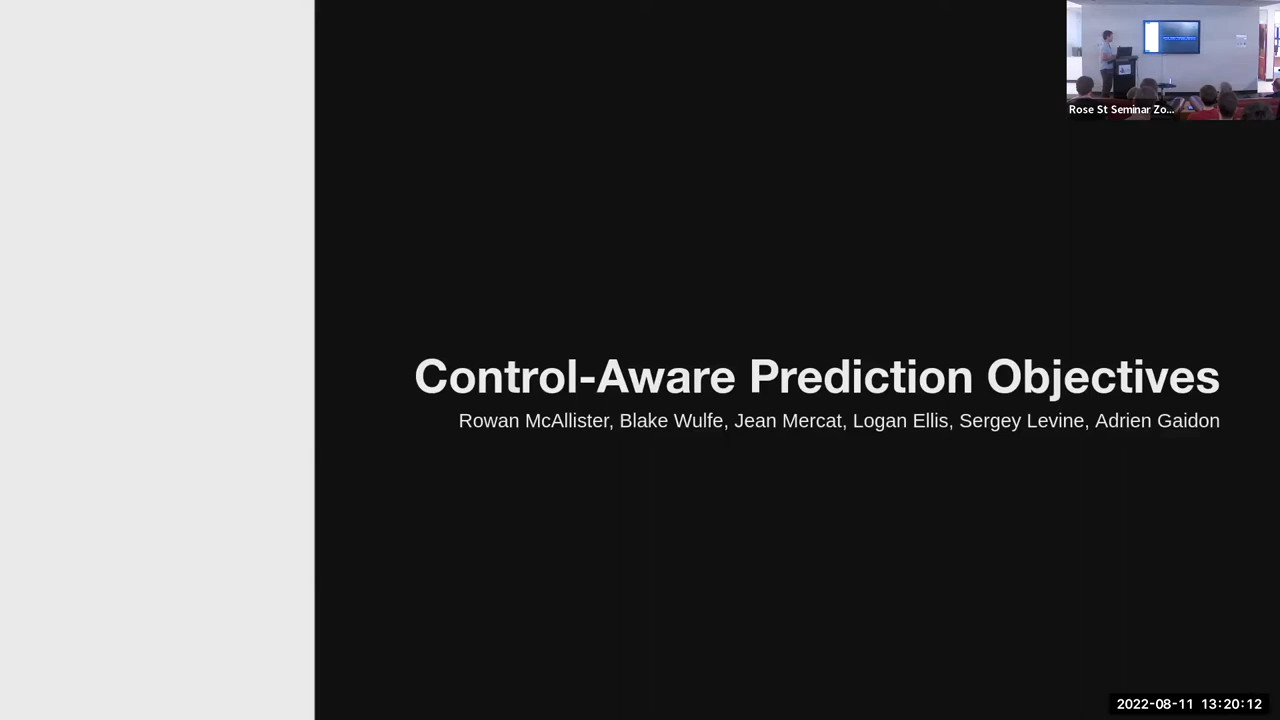 Rose St Seminar Zo...
Control-Aware Prediction Objectives
Rowan McAllister, Blake Wulfe, Jean Mercat, Logan Ellis, Sergey Levine, Adrien Gaidon
2022-08-11 13:20:12